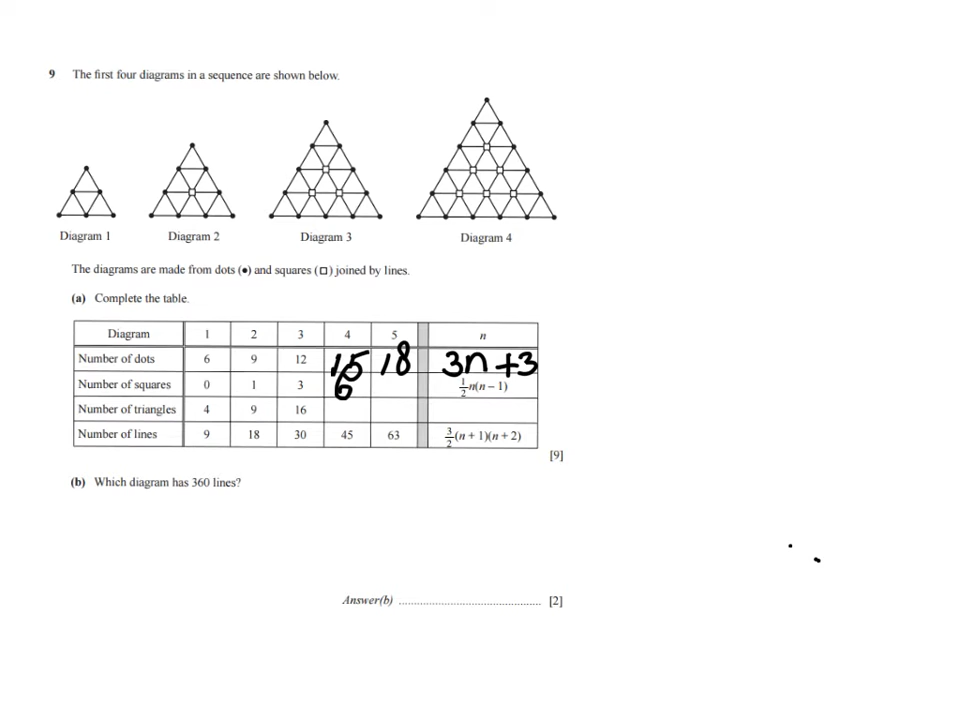 9 The first four diagrams in a sequence are shown below.
Diagram 1 Diagram 2 Diagram 3 Diagram 4
The diagrams are made from dots (●) and squares (□) joined by lines.
(a) Complete the table.
Diagram 1 2 3 4 5 n
Number of dots 6 9 12 15 18 3n+3
Number of squares 0 1 3 6 ½n(n – 1)
Number of triangles 4 9 16
Number of lines 9 18 30 45 63 3/2(n + 1)(n + 2)
[9]
(b) Which diagram has 360 lines?
Answer(b) ................................................ [2]